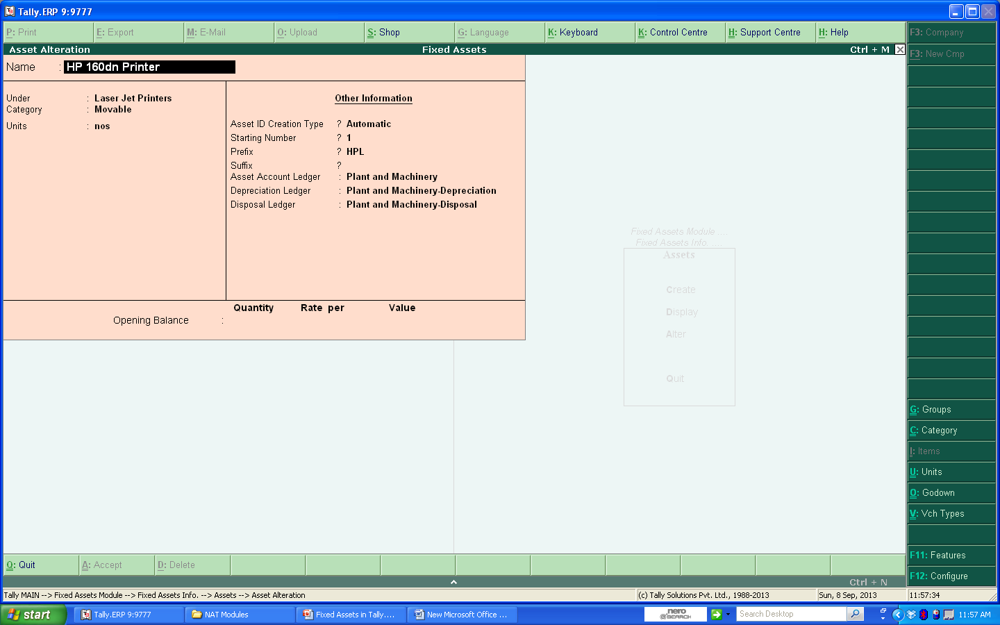 Tally.ERP 9:9777
P: Print E: Export M: E-Mail O: Upload S: Shop G: Language K: Keyboard K: Control Centre H: Support Centre H: Help
Asset Alteration Fixed Assets Ctrl + M
Name : HP 160dn Printer
Under : Laser Jet Printers
Category : Movable
Units : nos
Other Information
Asset ID Creation Type ? Automatic
Starting Number ? 1
Prefix ? HPL
Suffix ?
Asset Account Ledger : Plant and Machinery
Depreciation Ledger : Plant and Machinery-Depreciation
Disposal Ledger : Plant and Machinery-Disposal
Quantity Rate per Value
Opening Balance :
Fixed Assets Module ....
Fixed Assets Info. ....
Assets
Create
Display
Alter
Quit
F3: Company
F3: New Cmp
G: Groups
C: Category
I: Items
U: Units
O: Godown
V: Vch Types
F11: Features
F12: Configure
Q: Quit A: Accept D: Delete
Ctrl + N
Tally MAIN --> Fixed Assets Module --> Fixed Assets Info. --> Assets --> Asset Alteration (c) Tally Solutions Pvt. Ltd., 1988-2013 Sun, 8 Sep, 2013 11:57:34
start Tally.ERP 9:9777 NAT Modules Fixed Assets in Tally.... New Microsoft Office ... nero SEARCH Search Desktop 11:57 AM